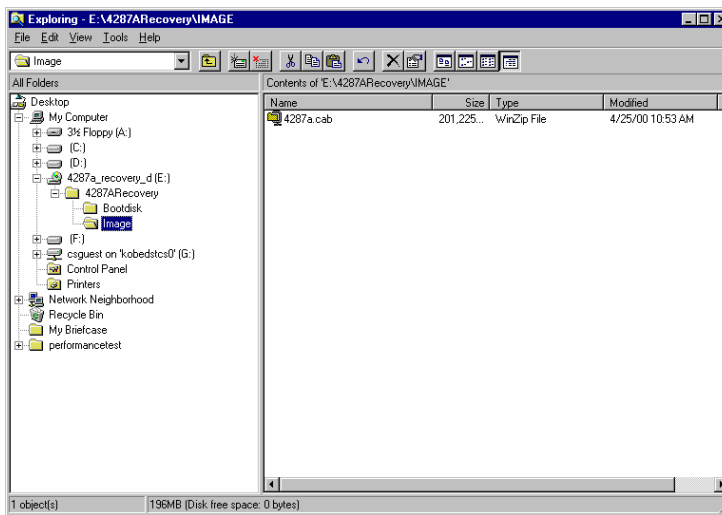 Exploring - E:\4287ARecovery\IMAGE
File Edit View Tools Help
Image
All Folders
Contents of 'E:\4287ARecovery\IMAGE'
Desktop
My Computer
3½ Floppy (A:)
(C:)
(D:)
4287a_recovery_d (E:)
4287ARecovery
Bootdisk
Image
(F:)
csguest on 'kobedstcs0' (G:)
Control Panel
Printers
Network Neighborhood
Recycle Bin
My Briefcase
performancetest
Name Size Type Modified
4287a.cab 201,225... WinZip File 4/25/00 10:53 AM
1 object(s) 196MB (Disk free space: 0 bytes)